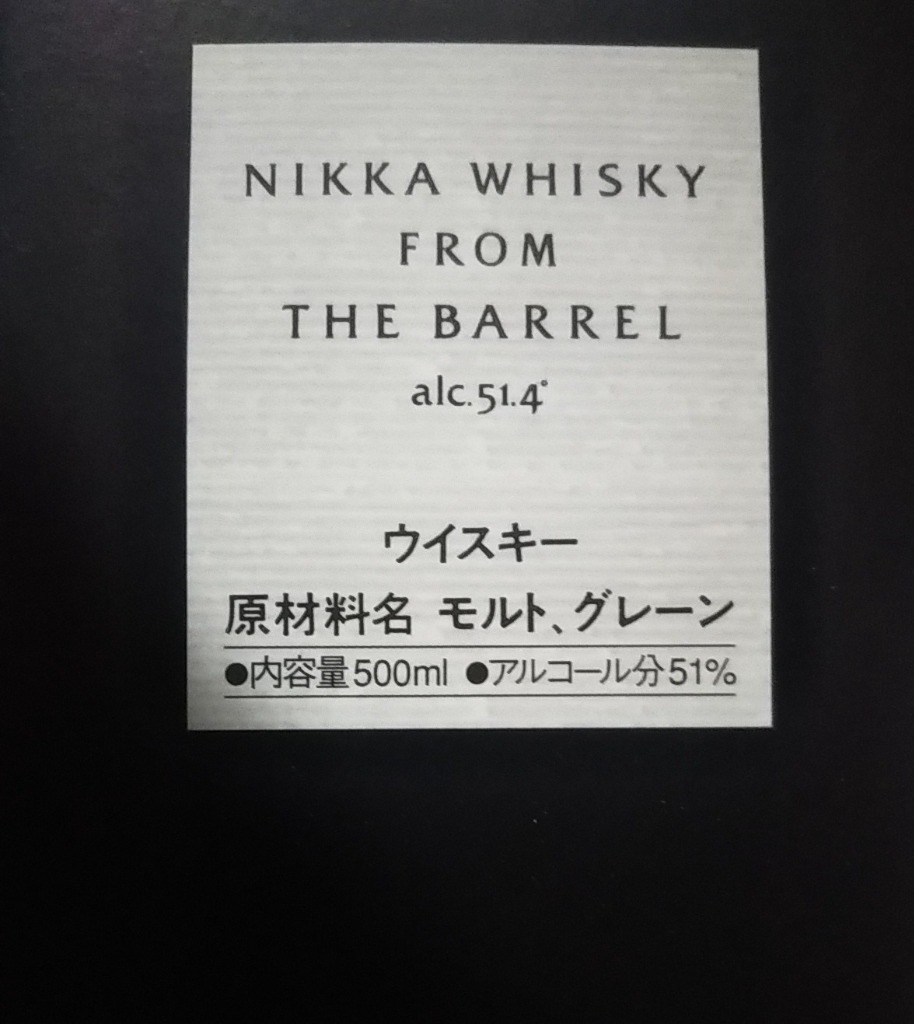 NIKKA WHISKY
FROM
THE BARREL
alc.51.4°
ウイスキー
原材料名 モルト、グレーン
●内容量500ml ●アルコール分51%